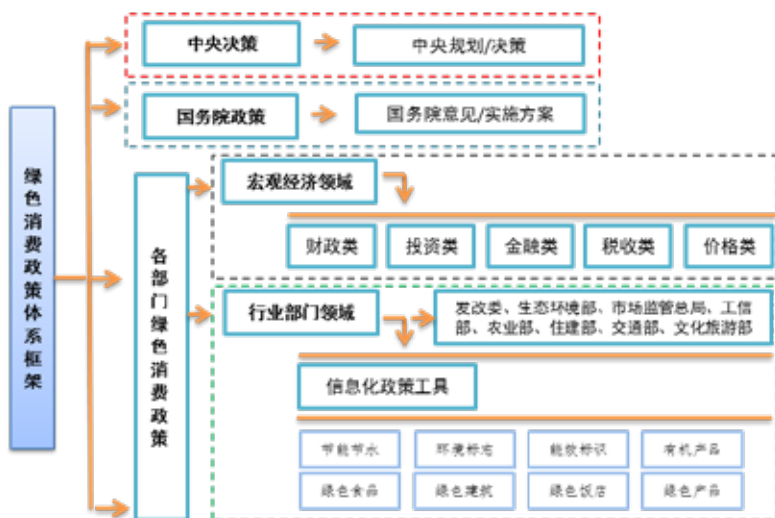 中央决策
中央规划/决策
国务院政策
国务院意见/实施方案
绿色消费政策体系框架
各部门绿色消费政策
宏观经济领域
财政类
投资类
金融类
税收类
价格类
行业部门领域
发改委、生态环境部、市场监管总局、工信
部、农业部、住建部、交通部、文化旅游部
信息化政策工具
节能节水
环境标志
能效标识
有机产品
绿色食品
绿色建筑
绿色饭店
绿色产品